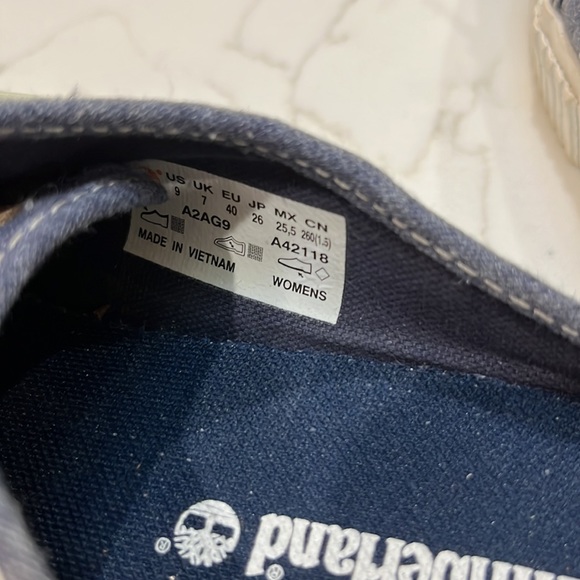 US UK EU JP MX CN
9 7 40 26 25,5 260(1.5)
A2AG9 A42118
MADE IN VIETNAM
WOMENS
®
mberland ®